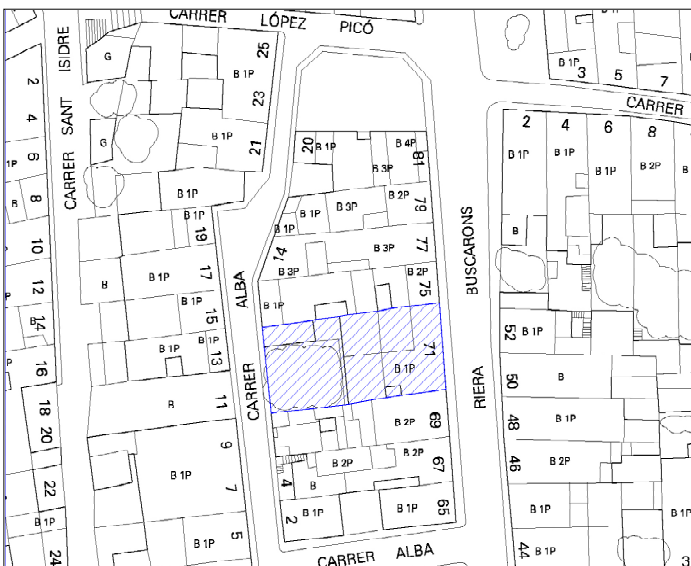 CARRER LÓPEZ PICÓ
CARRER SANT ISIDRE
CARRER ALBA
RIERA BUSCARONS
CARRER
CARRER ALBA
2
4
6
1P
8
B
10
12
P
14
B
16
P
18
20
22
B 1P
24
G
G
25
B 1P
23
B 1P
21
B 1P
B 1P
19
B
B 1P
17
B 1P
15
B 1P
B 1P
13
B
11
9
B 1P
7
B 1P
5
20
B 1P
B 4P
81
B 3P
B 2P
79
B 1P
B 3P
B 1P
14
B 3P
77
B 3P
B 2P
75
B 1P
71
B 1P
69
B 2P
B 2P
67
B 2P
4
B
2
B 1P
B 1P
65
B 1P
3
5
7
2
4
6
8
B 1P
B 1P
B 1P
B 2P
B 1P
B
52
B 1P
50
B
48
B 1P
46
B 2P
B 1P
B 1P
44
B 1P
3